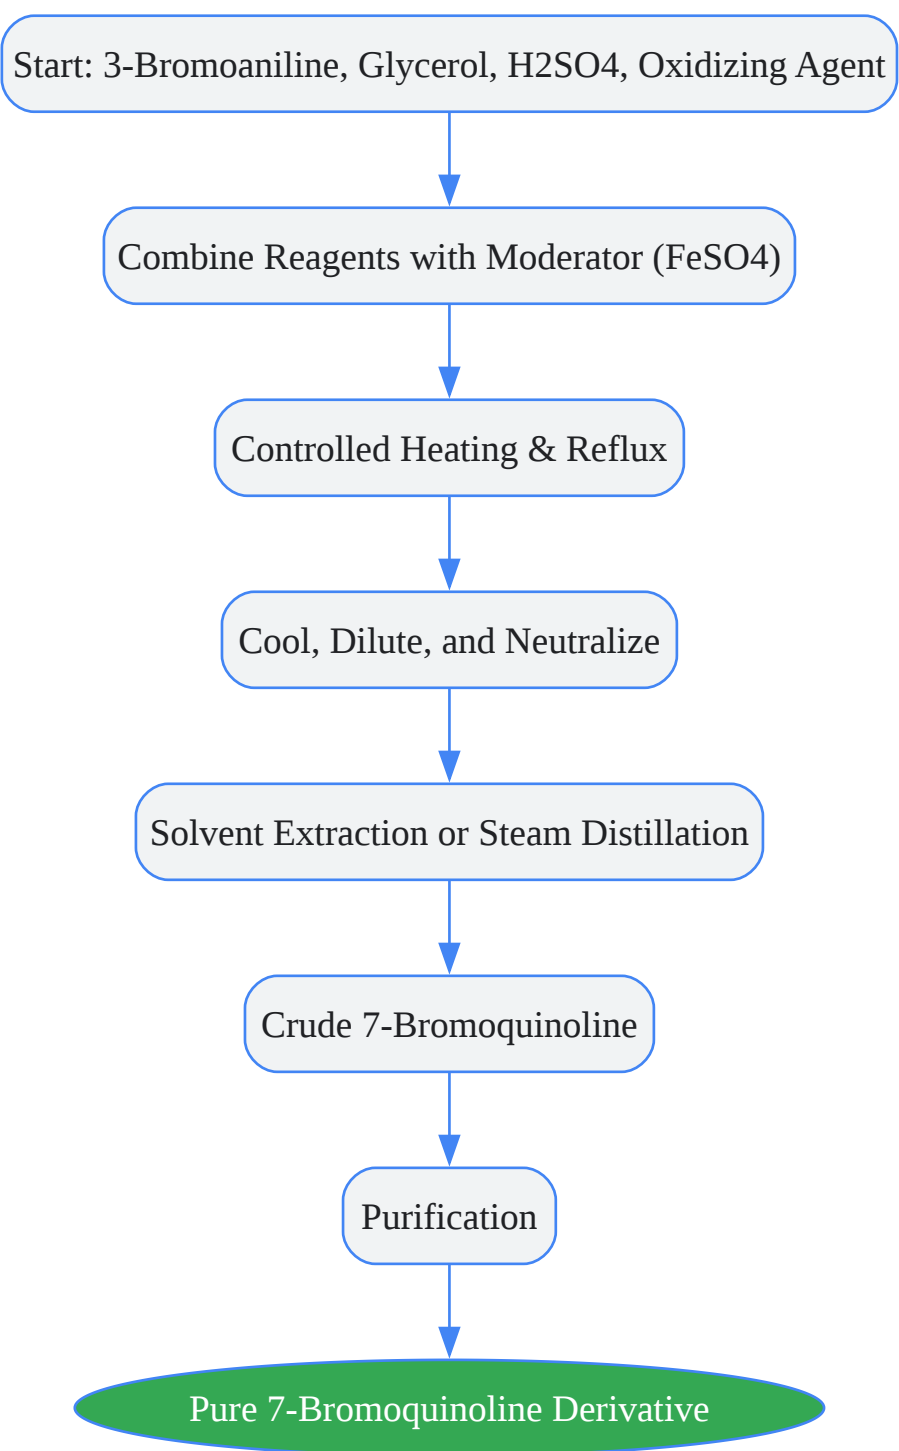 Start: 3-Bromoaniline, Glycerol, H2SO4, Oxidizing Agent
Combine Reagents with Moderator (FeSO4)
Controlled Heating & Reflux
Cool, Dilute, and Neutralize
Solvent Extraction or Steam Distillation
Crude 7-Bromoquinoline
Purification
Pure 7-Bromoquinoline Derivative